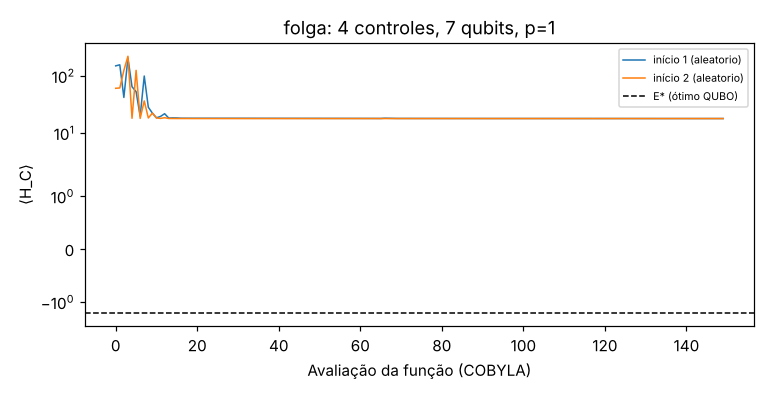 folga: 4 controles, 7 qubits, p=1
início 1 (aleatorio)
início 2 (aleatorio)
E* (ótimo QUBO)
⟨H_C⟩
10²
10¹
10⁰
0
−10⁰
0 20 40 60 80 100 120 140
Avaliação da função (COBYLA)